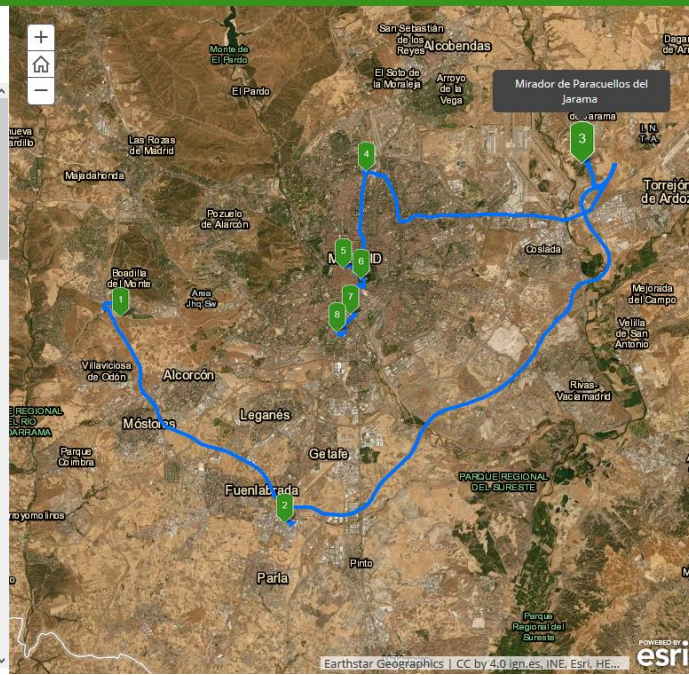 San Sebastián
de los
Reyes
Alcobendas
Monte de
El Pardo
El Soto de
la Moraleja
Arroyo
de la
Vega
El Pardo
Mirador de Paracuellos del
Jarama
de Jarama
3
I. N.
T. A.
Las Rozas
de Madrid
4
Majadahonda
Torrejón
de Ardoz
Pozuelo
de Alarcón
Coslada
5
6
Boadilla
del Monte
1
7
8
Mejorada
del Campo
Velilla
de San
Antonio
Villaviciosa
de Odón
Alcorcón
Rivas-
Vaciamadrid
Leganés
Móstoles
Getafe
Parque
Coimbra
PARQUE REGIONAL
DEL SURESTE
Fuenlabrada
2
Pinto
Parla
Parque
Regional del
Sureste
POWERED BY
esri
Earthstar Geographics | CC by 4.0 ign.es, INE, Esri, HE...